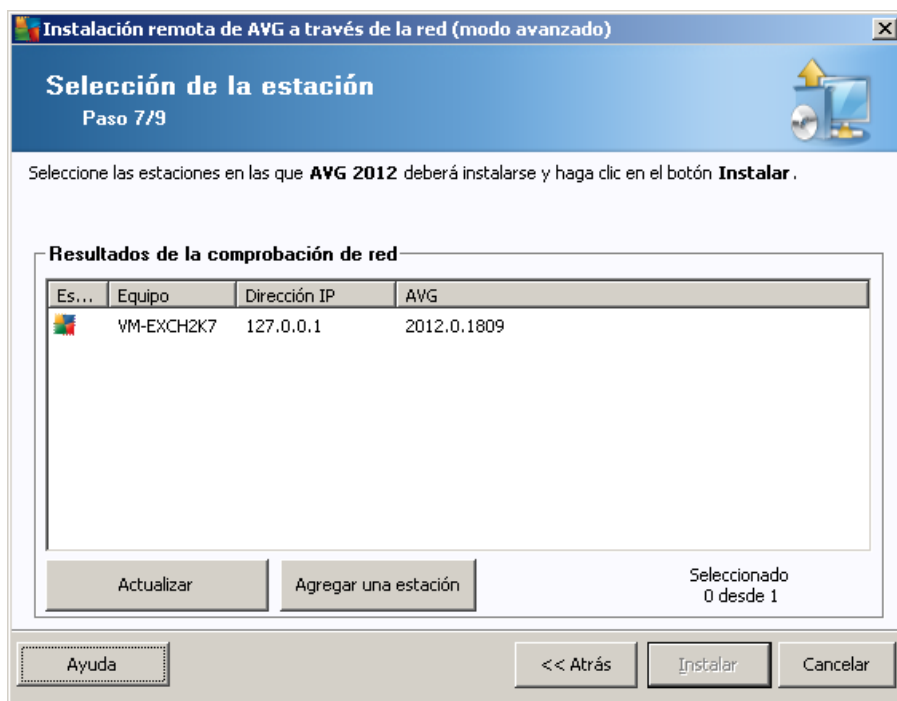 Instalación remota de AVG a través de la red (modo avanzado)
Selección de la estación
Paso 7/9
Seleccione las estaciones en las que AVG 2012 deberá instalarse y haga clic en el botón Instalar.
Resultados de la comprobación de red
Es... Equipo Dirección IP AVG
VM-EXCH2K7 127.0.0.1 2012.0.1809
Actualizar Agregar una estación Seleccionado
0 desde 1
Ayuda << Atrás Instalar Cancelar